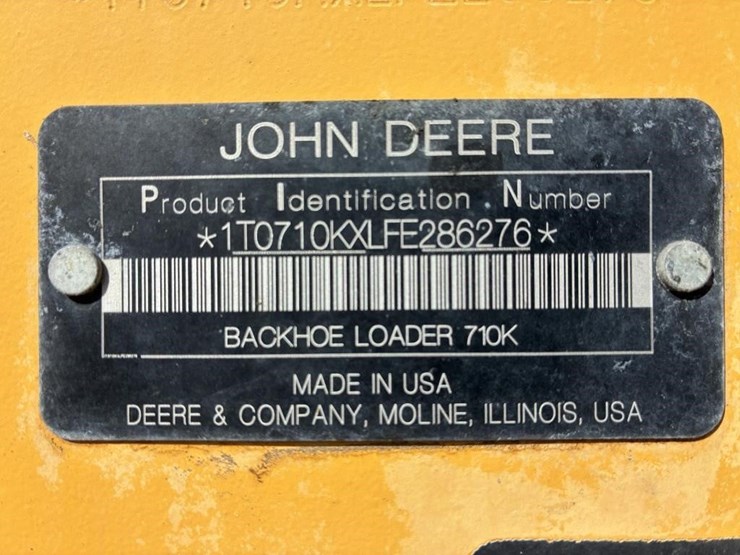 JOHN DEERE
Product Identification Number
*1T0710KXLFE286276*
BACKHOE LOADER 710K
MADE IN USA
DEERE & COMPANY, MOLINE, ILLINOIS, USA